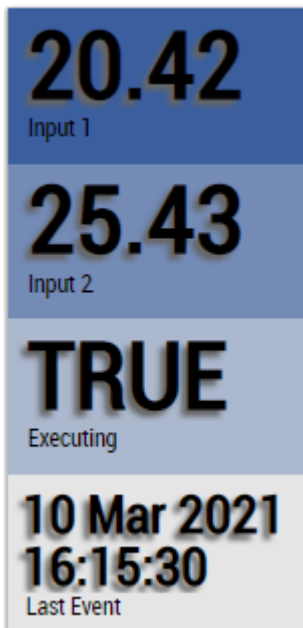 20.42
Input 1
25.43
Input 2
TRUE
Executing
10 Mar 2021
16:15:30
Last Event